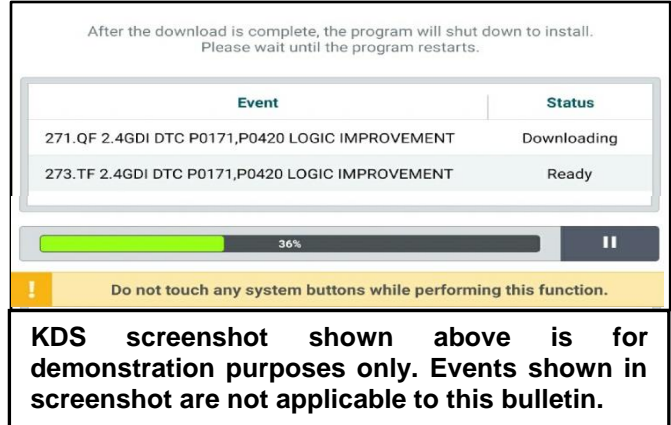 After the download is complete, the program will shut down to install.
Please wait until the program restarts.
Event Status
271.QF 2.4GDI DTC P0171,P0420 LOGIC IMPROVEMENT Downloading
273.TF 2.4GDI DTC P0171,P0420 LOGIC IMPROVEMENT Ready
36%
! Do not touch any system buttons while performing this function.
KDS screenshot shown above is for
demonstration purposes only. Events shown in
screenshot are not applicable to this bulletin.